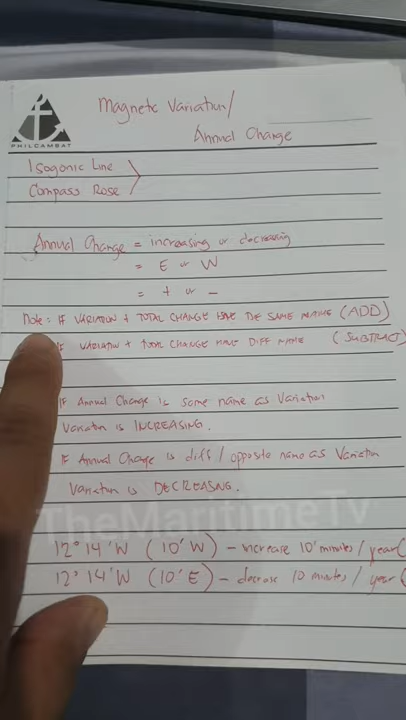 Magnetic Variation/
Annual Change
PHILCAMSAT
Isogonic Line
Compass Rose
Annual Change = increasing or decreasing
= E or W
= + or -
Note: IF VARIATION + TOTAL CHANGE HAVE THE SAME NAME (ADD)
IF VARIATION + TOTAL CHANGE HAVE DIFF NAME (SUBTRACT)
IF Annual Change is same name as Variation
Variation is INCREASING.
IF Annual Change is diff/opposite name as Variation
Variation is DECREASING.
TheMaritimeTv
12° 14' W (10' W) - increase 10 minutes/year (
12° 14' W (10' E) - decrease 10 minutes/year (